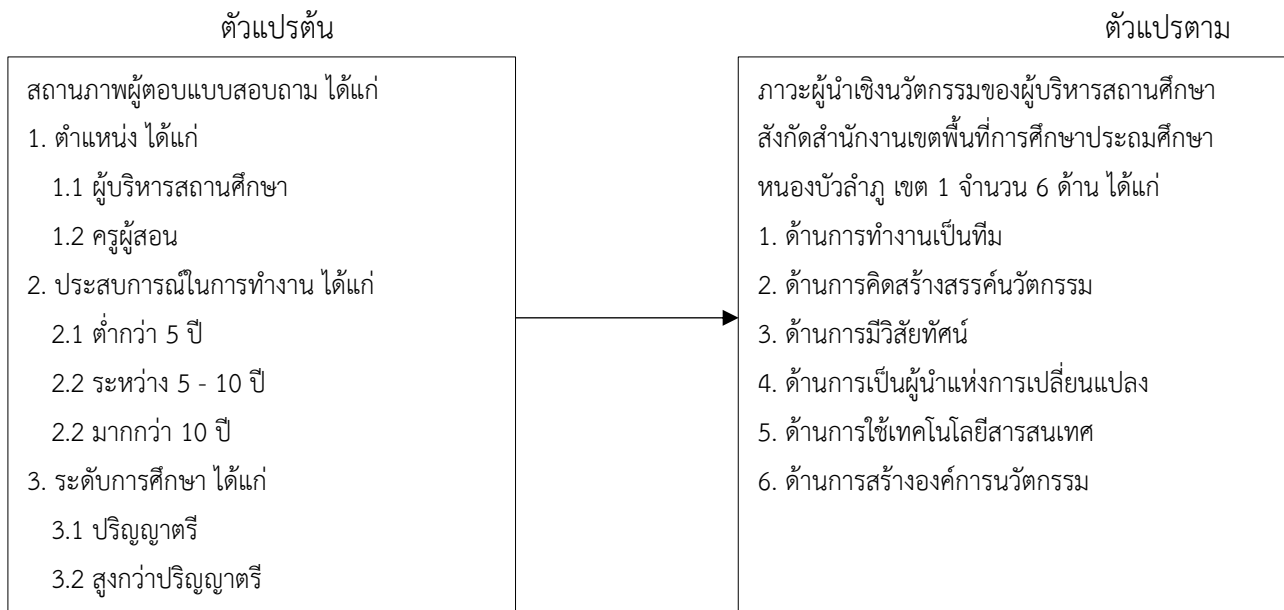 ตัวแปรต้น
สถานภาพผู้ตอบแบบสอบถาม ได้แก่
1. ตำแหน่ง ได้แก่
1.1 ผู้บริหารสถานศึกษา
1.2 ครูผู้สอน
2. ประสบการณ์ในการทำงาน ได้แก่
2.1 ต่ำกว่า 5 ปี
2.2 ระหว่าง 5 - 10 ปี
2.2 มากกว่า 10 ปี
3. ระดับการศึกษา ได้แก่
3.1 ปริญญาตรี
3.2 สูงกว่าปริญญาตรี
ตัวแปรตาม
ภาวะผู้นำเชิงนวัตกรรมของผู้บริหารสถานศึกษา
สังกัดสำนักงานเขตพื้นที่การศึกษาประถมศึกษา
หนองบัวลำภู เขต 1 จำนวน 6 ด้าน ได้แก่
1. ด้านการทำงานเป็นทีม
2. ด้านการคิดสร้างสรรค์นวัตกรรม
3. ด้านการมีวิสัยทัศน์
4. ด้านการเป็นผู้นำแห่งการเปลี่ยนแปลง
5. ด้านการใช้เทคโนโลยีสารสนเทศ
6. ด้านการสร้างองค์การนวัตกรรม